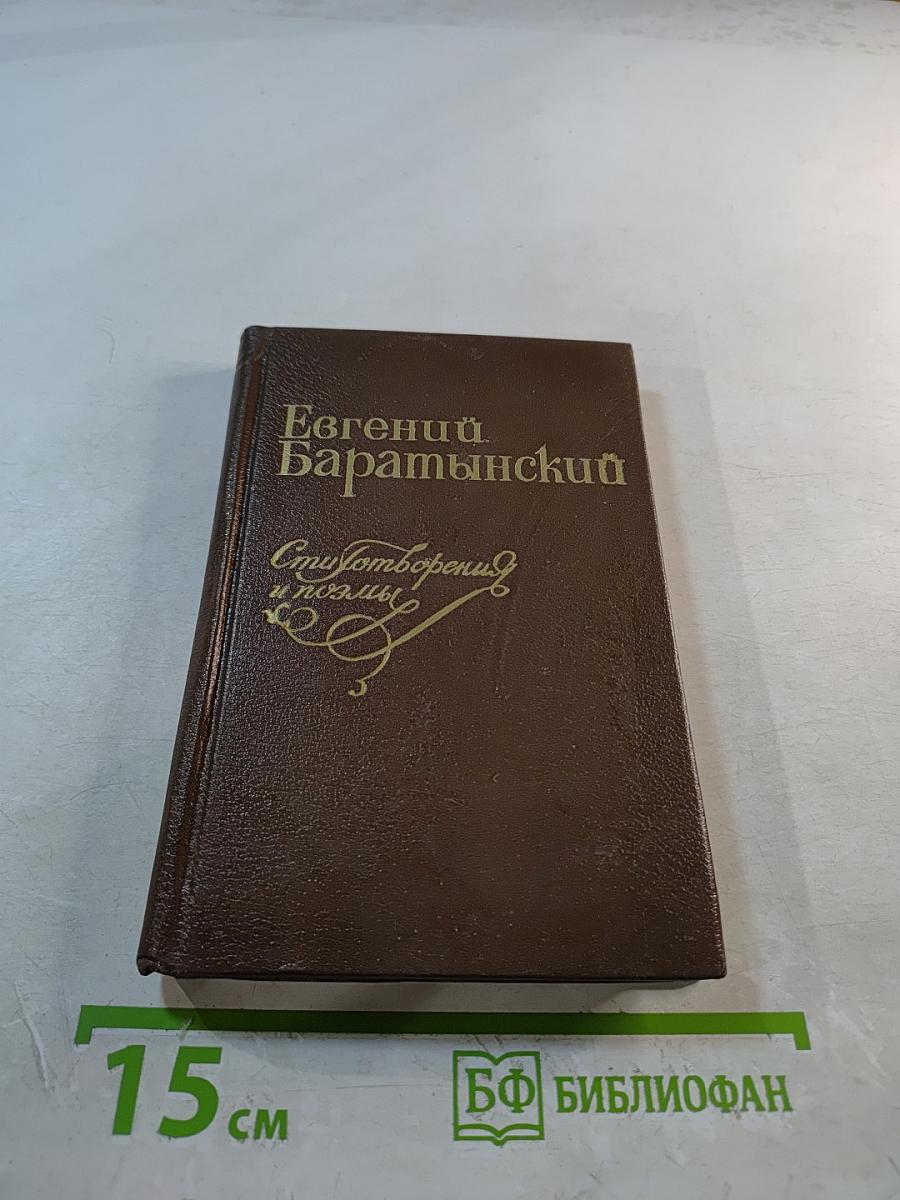 Евгений
Баратынский
Стихотворения
и поэмы
15 см
БФ БИБЛИОФАН